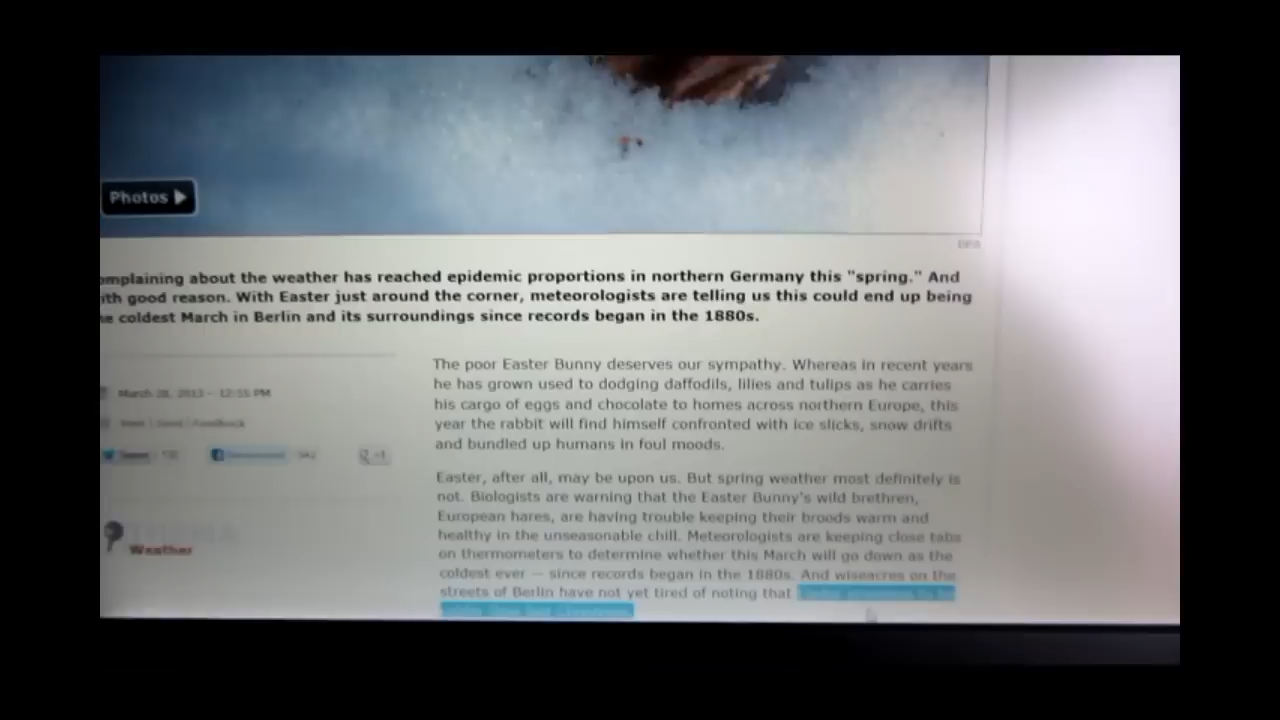 Photos
DPA
omplaining about the weather has reached epidemic proportions in northern Germany this "spring." And
ith good reason. With Easter just around the corner, meteorologists are telling us this could end up being
e coldest March in Berlin and its surroundings since records began in the 1880s.
March 28, 2013 – 12:55 PM
Feedback
Weather
The poor Easter Bunny deserves our sympathy. Whereas in recent years
he has grown used to dodging daffodils, lilies and tulips as he carries
his cargo of eggs and chocolate to homes across northern Europe, this
year the rabbit will find himself confronted with ice slicks, snow drifts
and bundled up humans in foul moods.
Easter, after all, may be upon us. But spring weather most definitely is
not. Biologists are warning that the Easter Bunny's wild brethren,
European hares, are having trouble keeping their broods warm and
healthy in the unseasonable chill. Meteorologists are keeping close tabs
on thermometers to determine whether this March will go down as the
coldest ever — since records began in the 1880s. And wiseacres on the
streets of Berlin have not yet tired of noting that